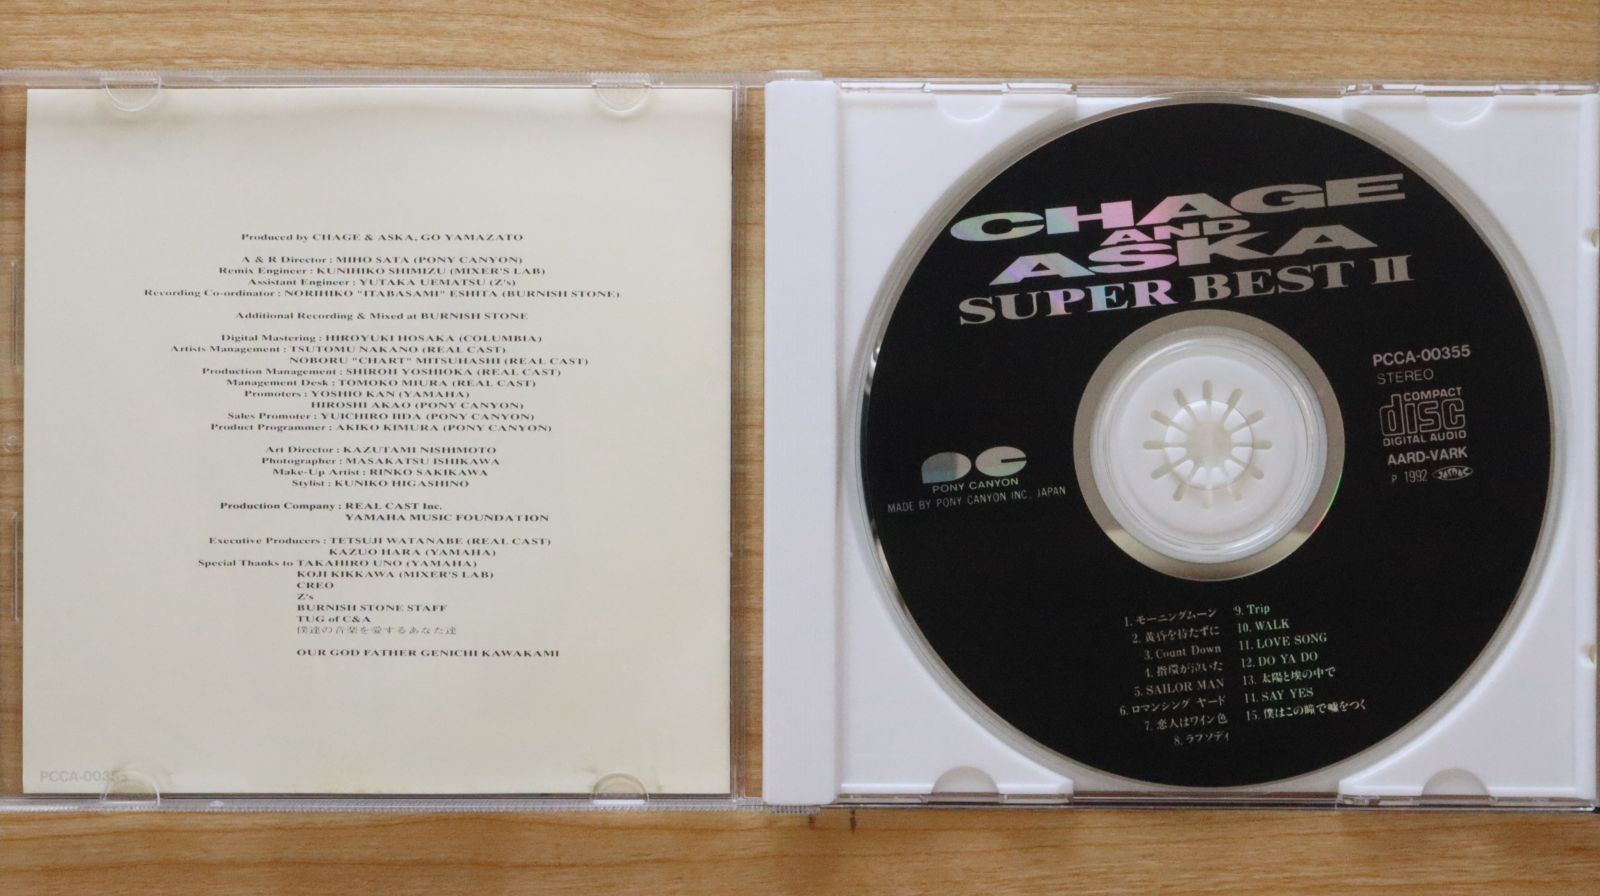 Produced by CHAGE & ASKA, GO YAMAZATO
A & R Director : MIHO SATA (PONY CANYON)
Remix Engineer : KUNIHIKO SHIMIZU (MIXER'S LAB)
Assistant Engineer : YUTAKA UEMATSU (Z's)
Recording Co-ordinator : NORIHIKO "ITABASAMI" ESHITA (BURNISH STONE)
Additional Recording & Mixed at BURNISH STONE
Digital Mastering : HIROYUKI HOSAKA (COLUMBIA)
Artists Management : TSUTOMU NAKANO (REAL CAST)
NOBORU "CHART" MITSUHASHI (REAL CAST)
Production Management : SHIROH YOSHIOKA (REAL CAST)
Management Desk : TOMOKO MIURA (REAL CAST)
Promoters : YOSHIO KAN (YAMAHA)
HIROSHI AKAO (PONY CANYON)
Sales Promoter : YUICHIRO IIDA (PONY CANYON)
Product Programmer : AKIKO KIMURA (PONY CANYON)
Art Director : KAZUTAMI NISHIMOTO
Photographer : MASAKATSU ISHIKAWA
Make-Up Artist : RINKO SAKIKAWA
Stylist : KUNIKO HIGASHINO
Production Company : REAL CAST Inc.
YAMAHA MUSIC FOUNDATION
Executive Producers : TETSUJI WATANABE (REAL CAST)
KAZUO HARA (YAMAHA)
Special Thanks to TAKAHIRO UNO (YAMAHA)
KOJI KIKKAWA (MIXER'S LAB)
CREO
Z's
BURNISH STONE STAFF
TUG of C&A
僕達の音楽を愛するあなた達
OUR GOD FATHER GENICHI KAWAKAMI
PCCA-00355
CHAGE
AND
ASKA
SUPER BEST II
PCCA-00355
STEREO
COMPACT
disc
DIGITAL AUDIO
AARD-VARK
P 1992 JASRAC
PONY CANYON
MADE BY PONY CANYON INC., JAPAN
1. モーニングムーン
2. 黄昏を待たずに
3. Count Down
4. 指環が泣いた
5. SAILOR MAN
6. ロマンシング ヤード
7. 恋人はワイン色
8. ラプソディ
9. Trip
10. WALK
11. LOVE SONG
12. DO YA DO
13. 太陽と埃の中で
14. SAY YES
15. 僕はこの瞳で嘘をつく